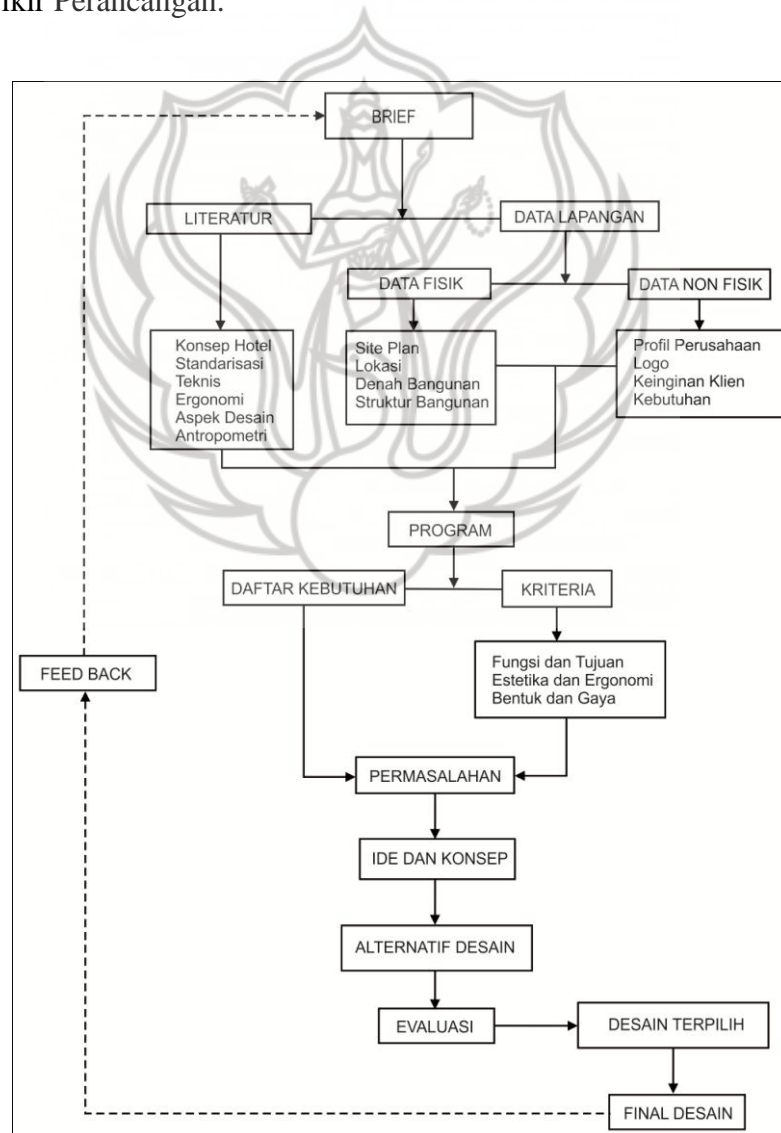 Perancangan.
BRIEF
LITERATUR
DATA LAPANGAN
DATA FISIK
DATA NON FISIK
Konsep Hotel
Standarisasi
Teknis
Ergonomi
Aspek Desain
Antropometri
Site Plan
Lokasi
Denah Bangunan
Struktur Bangunan
Profil Perusahaan
Logo
Keinginan Klien
Kebutuhan
PROGRAM
DAFTAR KEBUTUHAN
KRITERIA
Fungsi dan Tujuan
Estetika dan Ergonomi
Bentuk dan Gaya
FEED BACK
PERMASALAHAN
IDE DAN KONSEP
ALTERNATIF DESAIN
EVALUASI
DESAIN TERPILIH
FINAL DESAIN